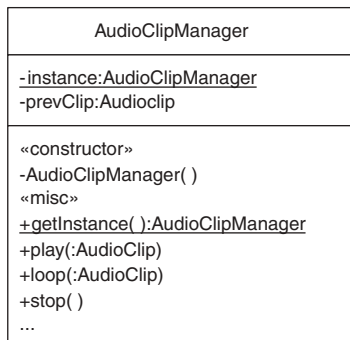 AudioClipManager
-instance:AudioClipManager
-prevClip:Audioclip
«constructor»
-AudioClipManager( )
«misc»
+getInstance( ):AudioClipManager
+play(:AudioClip)
+loop(:AudioClip)
+stop( )
...